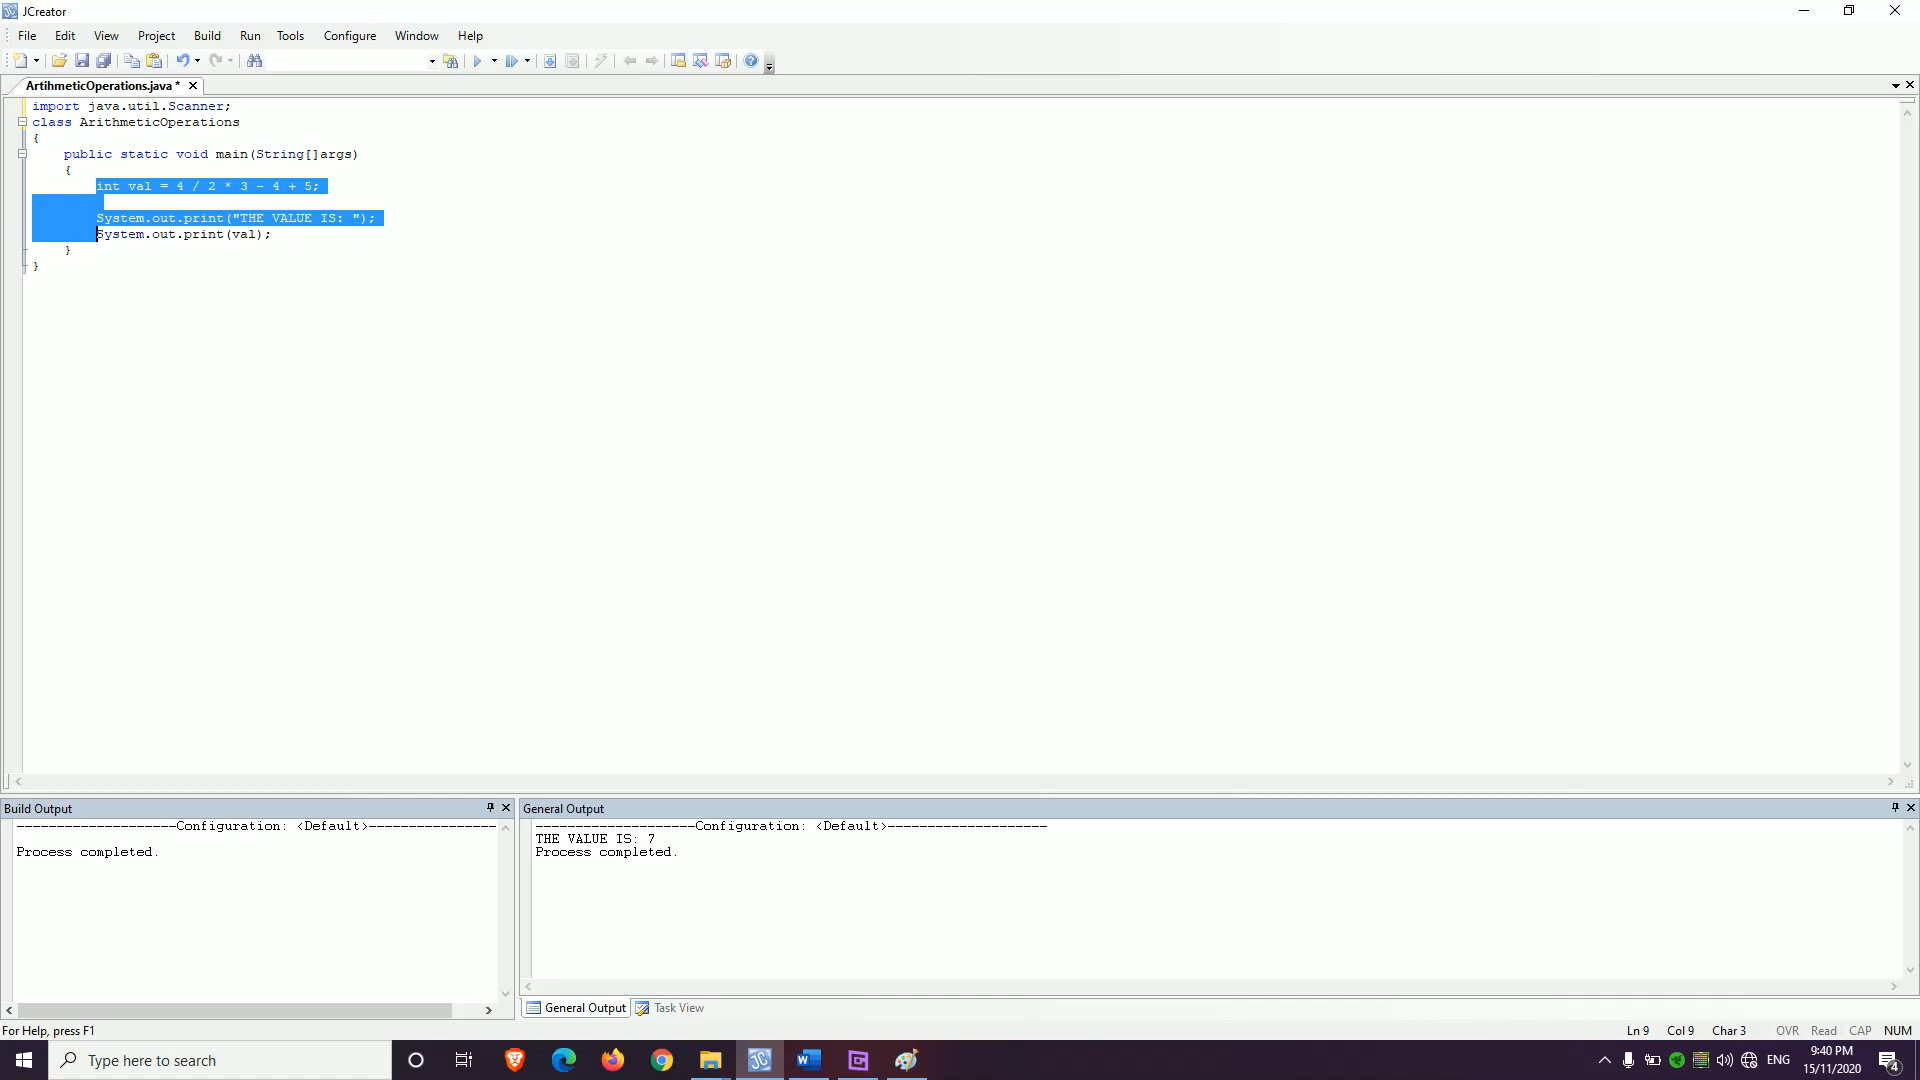 JCreator
File Edit View Project Build Run Tools Configure Window Help
ArtihmeticOperations.java *
import java.util.Scanner;
class ArithmeticOperations
{
public static void main(String[]args)
{
int val = 4 / 2 * 3 - 4 + 5;
System.out.print("THE VALUE IS: ");
System.out.print(val);
}
}
Build Output
--------------------Configuration: <Default>----------------
Process completed.
General Output
--------------------Configuration: <Default>--------------------
THE VALUE IS: 7
Process completed.
General Output Task View
For Help, press F1
Ln 9 Col 9 Char 3 OVR Read CAP NUM
Type here to search
ENG
9:40 PM
15/11/2020
4